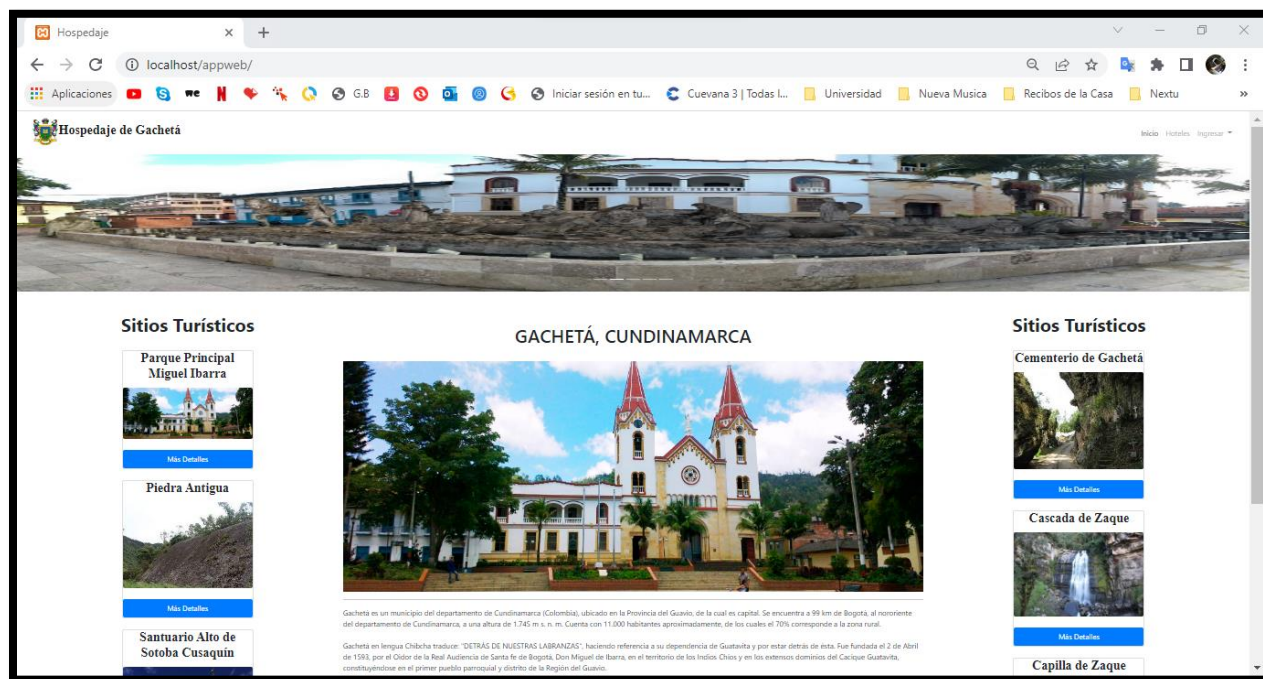 Hospedaje
localhost/appweb/
Aplicaciones
we
N
G.B
Iniciar sesión en tu...
Cuevana 3 | Todas l...
Universidad
Nueva Musica
Recibos de la Casa
Nextu
»
Hospedaje de Gachetá
Inicio Hoteles Ingresar
Sitios Turísticos
Parque Principal
Miguel Ibarra
Más Detalles
Piedra Antigua
Más Detalles
Santuario Alto de
Sotoba Cusaquín
GACHETÁ, CUNDINAMARCA
Gachetá es un municipio del departamento de Cundinamarca (Colombia), ubicado en la Provincia del Guavio, de la cual es capital. Se encuentra a 99 km de Bogotá, al nororiente
del departamento de Cundinamarca, a una altura de 1.745 m s. n. m. Cuenta con 11.000 habitantes aproximadamente, de los cuales el 70% corresponde a la zona rural.
Gachetá en lengua Chibcha traduce: "DETRÁS DE NUESTRAS LABRANZAS", haciendo referencia a su dependencia de Guatavita y por estar detrás de ésta. Fue fundada el 2 de Abril
de 1593, por el Oidor de la Real Audiencia de Santa fe de Bogotá, Don Miguel de Ibarra, en el territorio de los Indios Chíos y en los extensos dominios del Cacique Guatavita,
constituyéndose en el primer pueblo parroquial y distrito de la Región del Guavio.
Sitios Turísticos
Cementerio de Gachetá
Más Detalles
Cascada de Zaque
Más Detalles
Capilla de Zaque